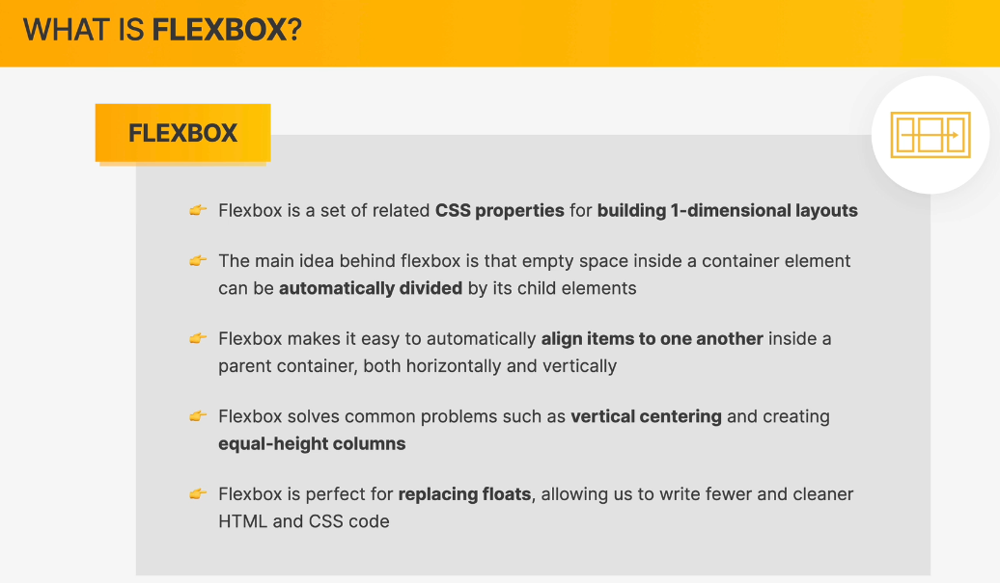 WHAT IS FLEXBOX?
FLEXBOX
👉 Flexbox is a set of related CSS properties for building 1-dimensional layouts
👉 The main idea behind flexbox is that empty space inside a container element
can be automatically divided by its child elements
👉 Flexbox makes it easy to automatically align items to one another inside a
parent container, both horizontally and vertically
👉 Flexbox solves common problems such as vertical centering and creating
equal-height columns
👉 Flexbox is perfect for replacing floats, allowing us to write fewer and cleaner
HTML and CSS code